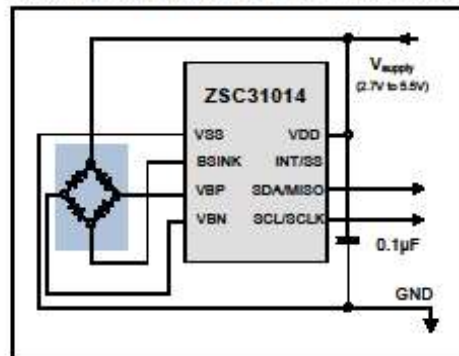 V supply
(2.7V to 5.5V)
ZSC31014
VSS VDD
BSINK INT/SS
VBP SDA/MISO
VBN SCL/SCLK
0.1µF
GND